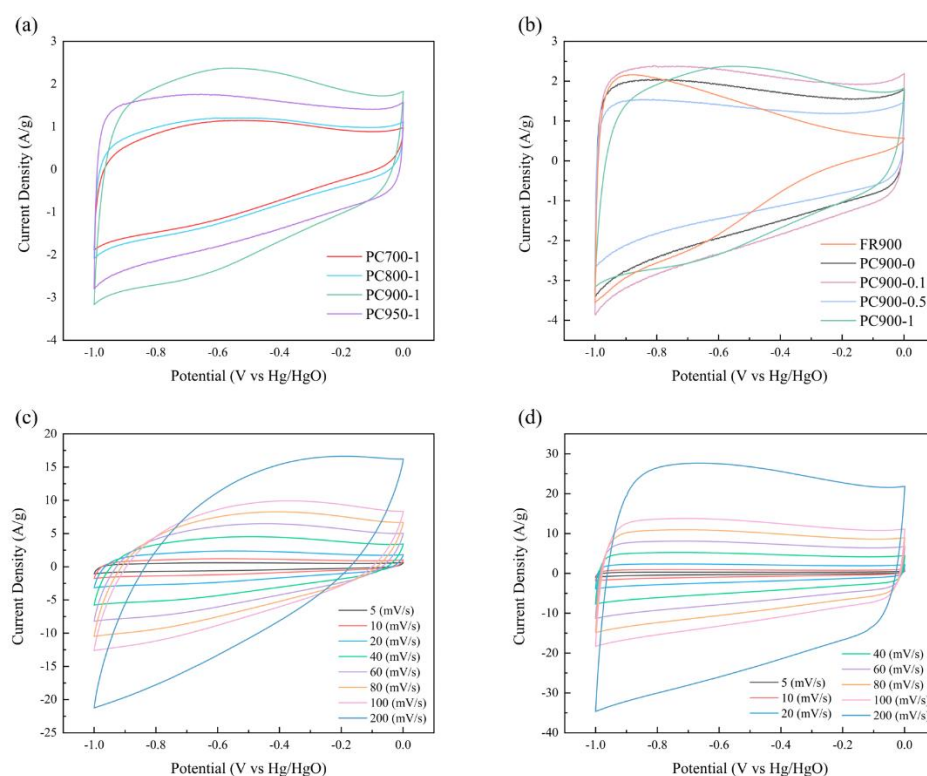 (a)
3
2
1
0
-1
-2
-3
-4
Current Density (A/g)
PC700-1
PC800-1
PC900-1
PC950-1
-1.0 -0.8 -0.6 -0.4 -0.2 0.0
Potential (V vs Hg/HgO)
(b)
3
2
1
0
-1
-2
-3
-4
Current Density (A/g)
FR900
PC900-0
PC900-0.1
PC900-0.5
PC900-1
-1.0 -0.8 -0.6 -0.4 -0.2 0.0
Potential (V vs Hg/HgO)
(c)
20
15
10
5
0
-5
-10
-15
-20
-25
Current Density (A/g)
5 (mV/s)
10 (mV/s)
20 (mV/s)
40 (mV/s)
60 (mV/s)
80 (mV/s)
100 (mV/s)
200 (mV/s)
-1.0 -0.8 -0.6 -0.4 -0.2 0.0
Potential (V vs Hg/HgO)
(d)
30
20
10
0
-10
-20
-30
-40
Current Density (A/g)
5 (mV/s)
10 (mV/s)
20 (mV/s)
40 (mV/s)
60 (mV/s)
80 (mV/s)
100 (mV/s)
200 (mV/s)
-1.0 -0.8 -0.6 -0.4 -0.2 0.0
Potential (V vs Hg/HgO)